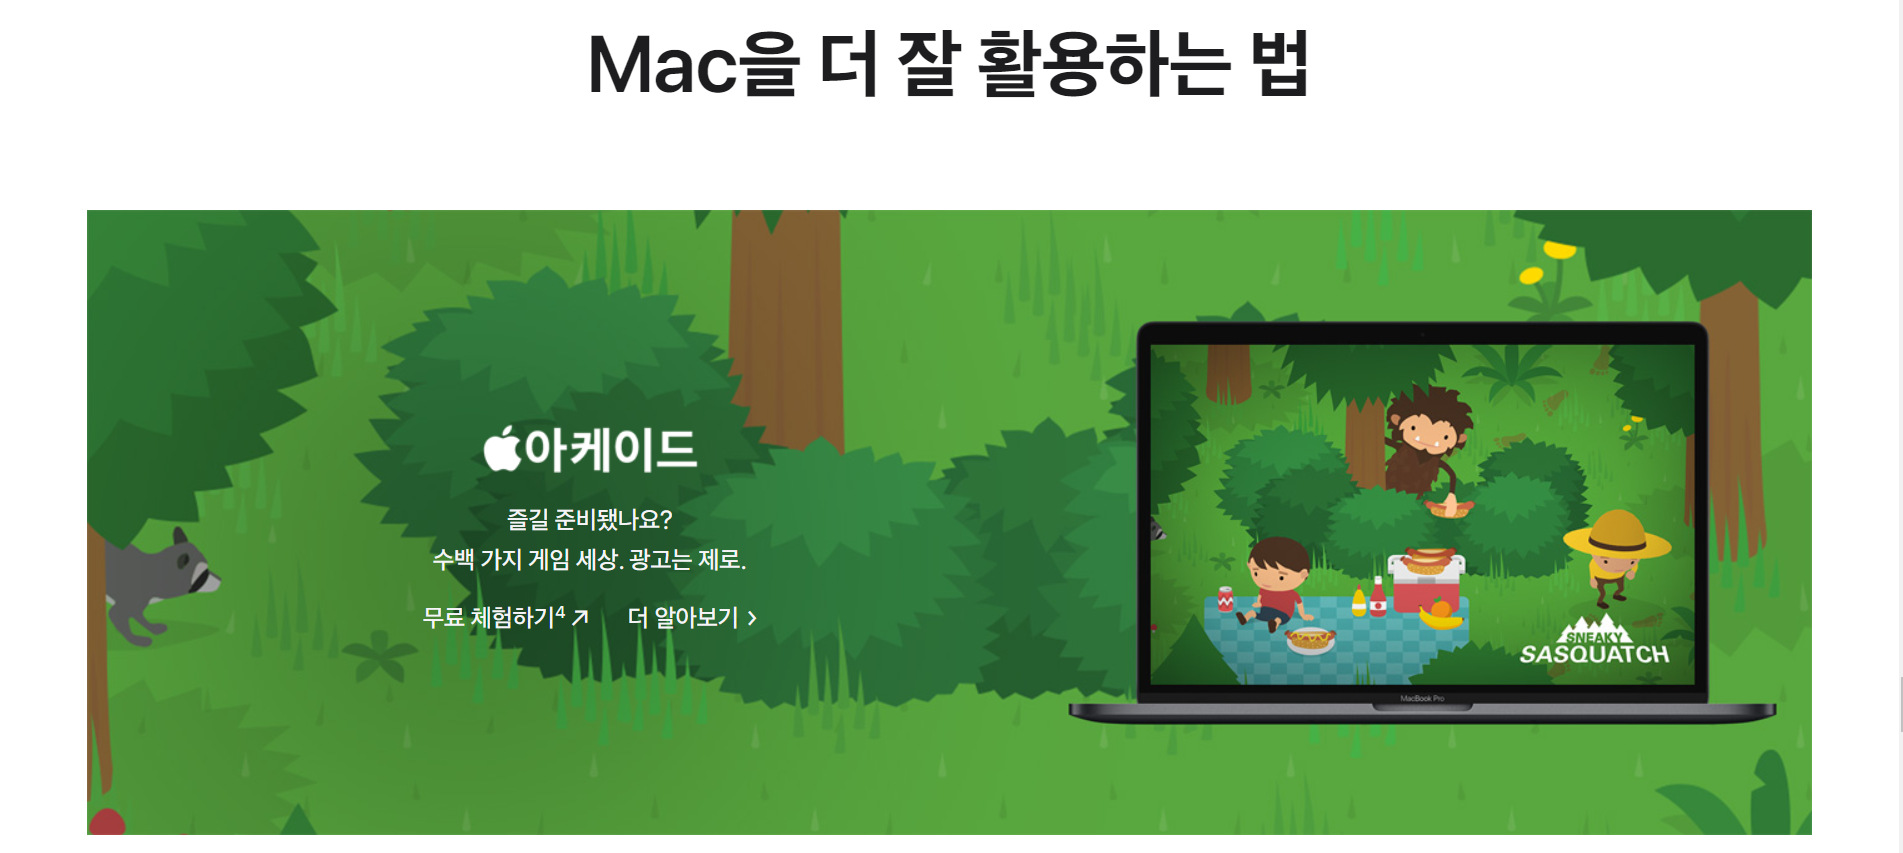 Mac을 더 잘 활용하는 법
아케이드
즐길 준비됐나요?
수백 가지 게임 세상. 광고는 제로.
무료 체험하기4 더 알아보기
SNEAKY
SASQUATCH
MacBook Pro